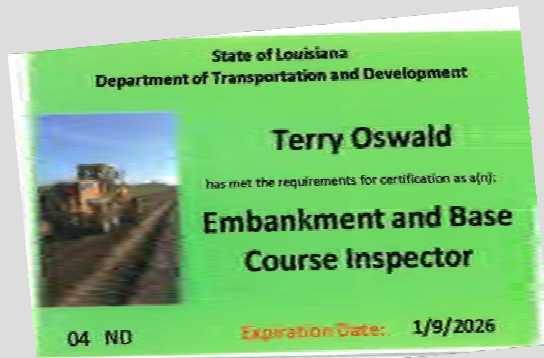 State of Louisiana
Department of Transportation and Development
Terry Oswald
has met the requirements for certification as a(n):
Embankment and Base
Course Inspector
04 ND
Expiration Date: 1/9/2026